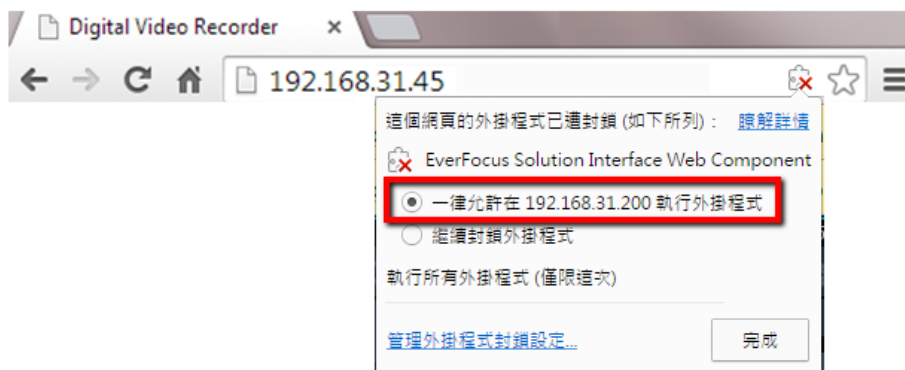 Digital Video Recorder
192.168.31.45
這個網頁的外掛程式已遭封鎖 (如下所列)： 瞭解詳情
EverFocus Solution Interface Web Component
一律允許在 192.168.31.200 執行外掛程式
繼續封鎖外掛程式
執行所有外掛程式 (僅限這次)
管理外掛程式封鎖設定... 完成